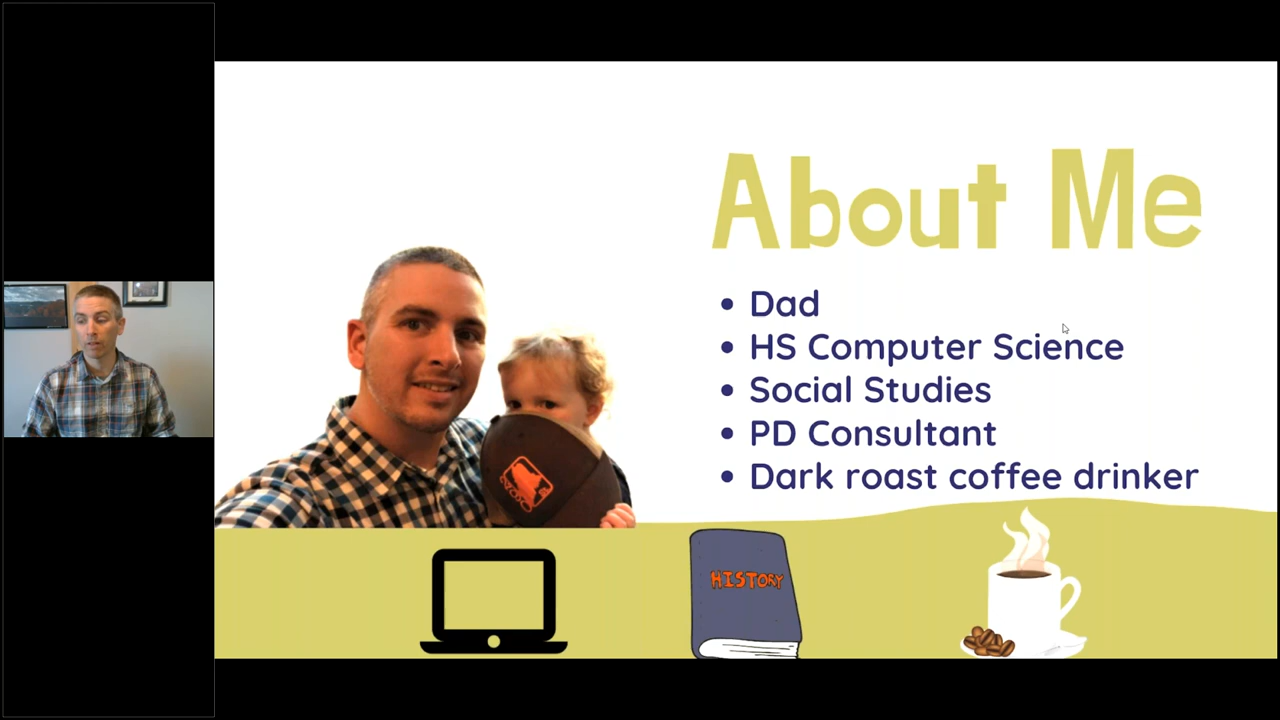 About Me
• Dad
• HS Computer Science
• Social Studies
• PD Consultant
• Dark roast coffee drinker
HISTORY